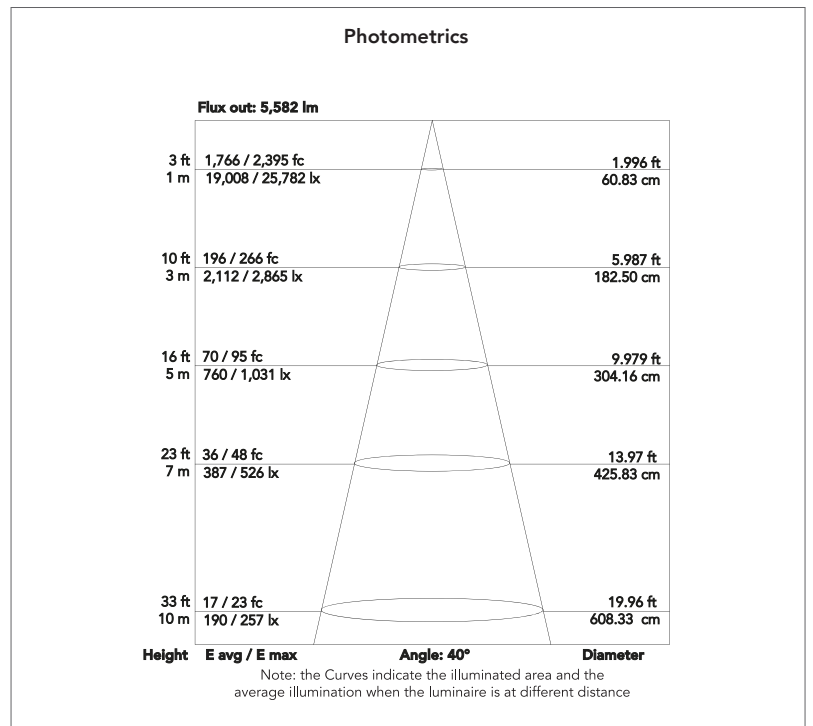 Photometrics
Flux out: 5,582 lm
3 ft 1,766 / 2,395 fc 1.996 ft
1 m 19,008 / 25,782 lx 60.83 cm
10 ft 196 / 266 fc 5.987 ft
3 m 2,112 / 2,865 lx 182.50 cm
16 ft 70 / 95 fc 9.979 ft
5 m 760 / 1,031 lx 304.16 cm
23 ft 36 / 48 fc 13.97 ft
7 m 387 / 526 lx 425.83 cm
33 ft 17 / 23 fc 19.96 ft
10 m 190 / 257 lx 608.33 cm
Height E avg / E max Angle: 40° Diameter
Note: the Curves indicate the illuminated area and the
average illumination when the luminaire is at different distance